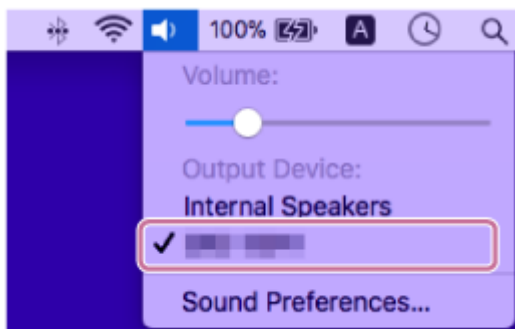 100% A
Volume:
Output Device:
Internal Speakers
Sound Preferences...